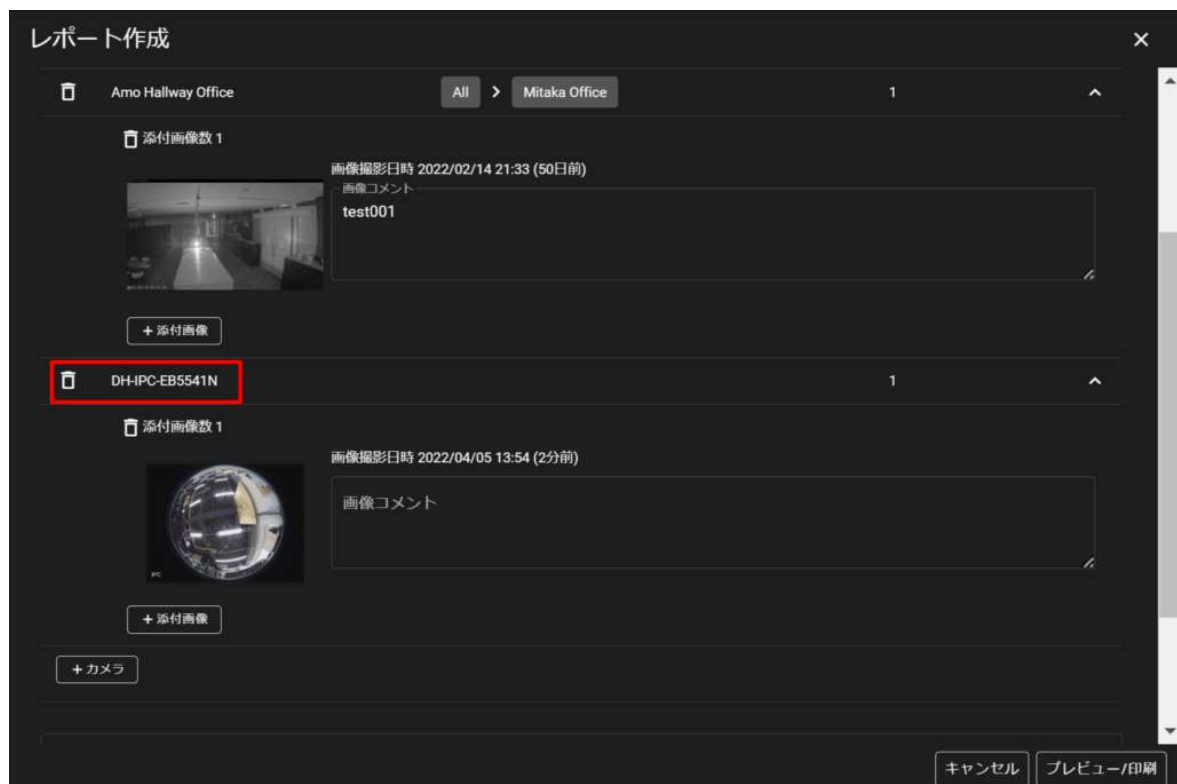 レポート作成
Amo Hallway Office All Mitaka Office 1
添付画像数 1
画像撮影日時 2022/02/14 21:33 (50日前)
画像コメント
test001
+ 添付画像
DH-IPC-EB5541N 1
添付画像数 1
画像撮影日時 2022/04/05 13:54 (2分前)
画像コメント
IPC
+ 添付画像
+ カメラ
キャンセル プレビュー/印刷